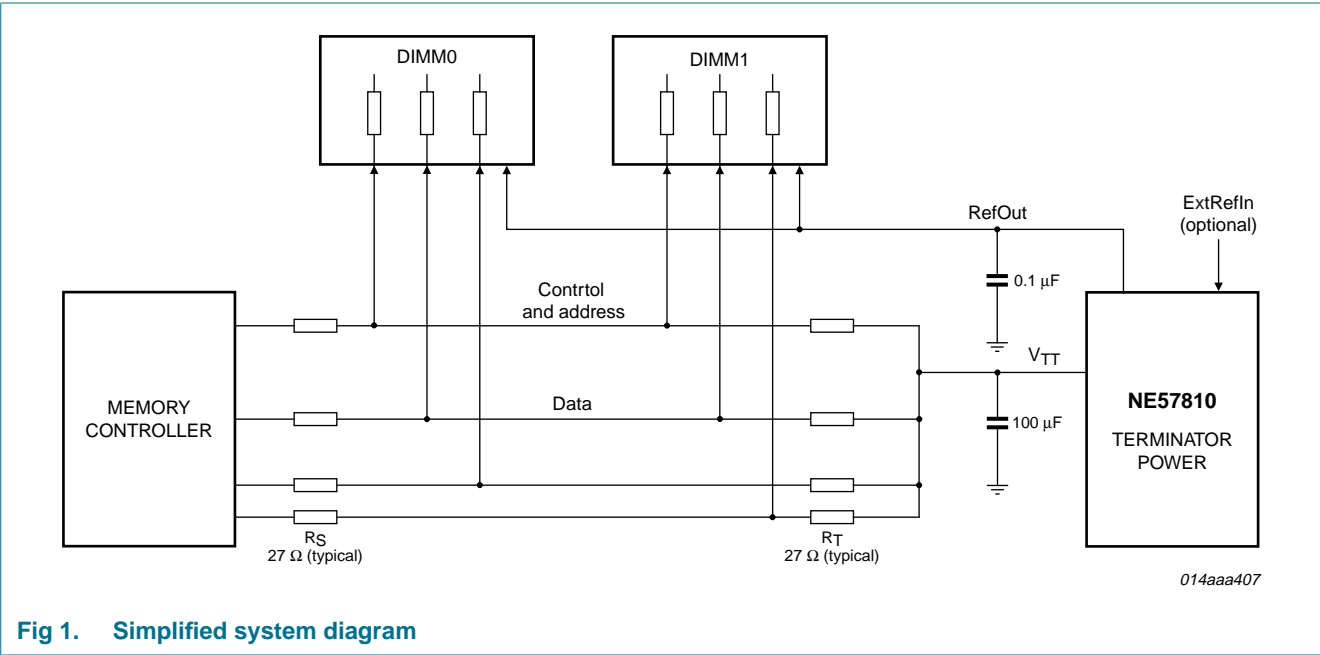 DIMM0
DIMM1
RefOut
ExtRefIn
(optional)
0.1 μF
Contrtol
and address
VTT
MEMORY
CONTROLLER
Data
NE57810
TERMINATOR
POWER
100 μF
RS
27 Ω (typical)
RT
27 Ω (typical)
014aaa407
Fig 1. Simplified system diagram